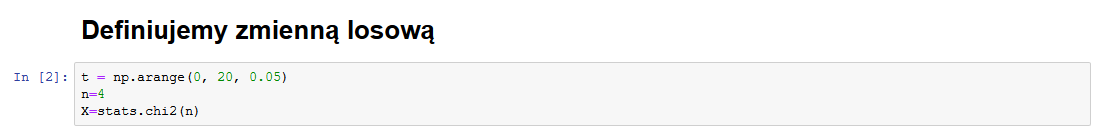 Definiujemy zmienną losową
In [2]: t = np.arange(0, 20, 0.05)
n=4
X=stats.chi2(n)